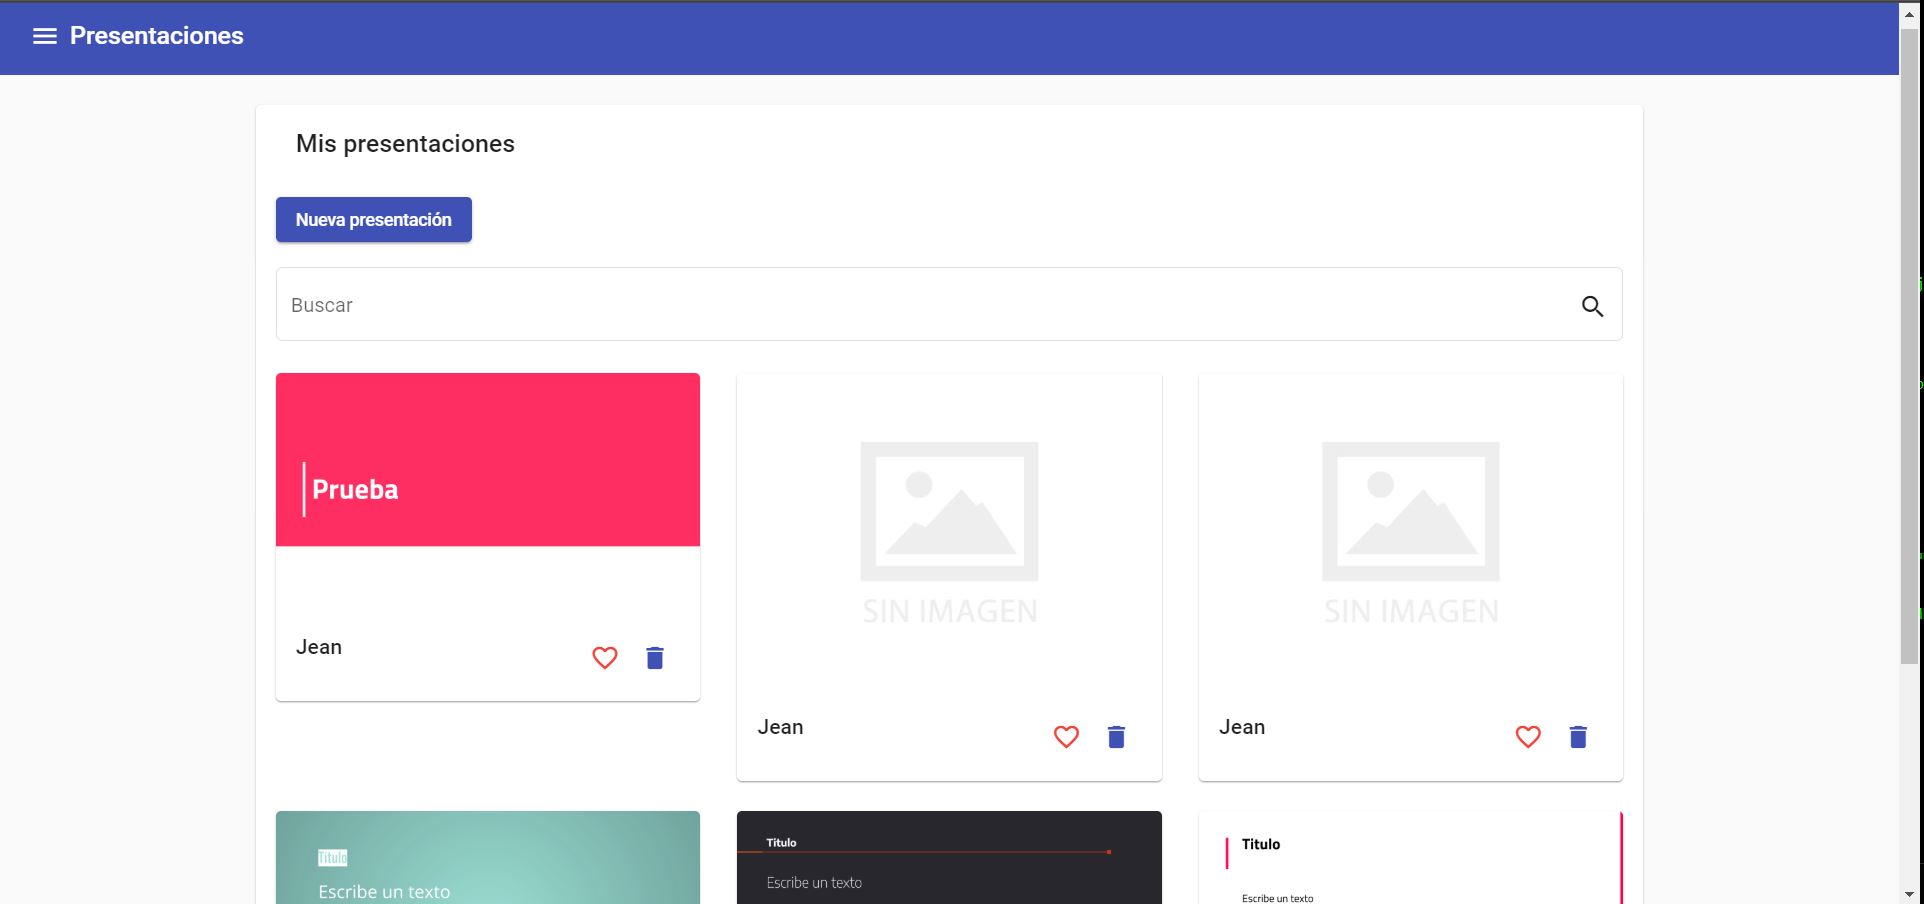 Presentaciones
Mis presentaciones
Nueva presentación
Buscar
Prueba
SIN IMAGEN
SIN IMAGEN
Jean
Jean
Jean
Titulo
Escribe un texto
Titulo
Escribe un texto
Titulo
Escribe un texto